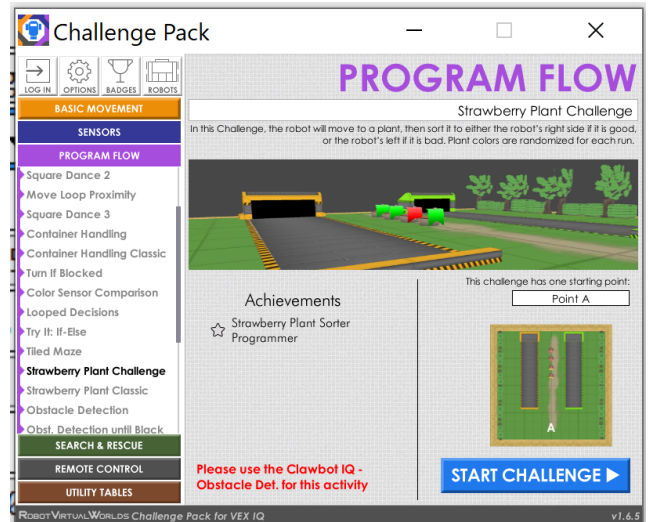 Challenge Pack
LOG IN
OPTIONS
BADGES
ROBOTS
BASIC MOVEMENT
SENSORS
PROGRAM FLOW
Square Dance 2
Move Loop Proximity
Square Dance 3
Container Handling
Container Handling Classic
Turn If Blocked
Color Sensor Comparison
Looped Decisions
Try It: If-Else
Tiled Maze
Strawberry Plant Challenge
Strawberry Plant Classic
Obstacle Detection
Obst. Detection until Black
SEARCH & RESCUE
REMOTE CONTROL
UTILITY TABLES
PROGRAM FLOW
Strawberry Plant Challenge
In this Challenge, the robot will move to a plant, then sort it to either the robot's right side if it is good,
or the robot's left if it is bad. Plant colors are randomized for each run.
Achievements
Strawberry Plant Sorter
Programmer
This challenge has one starting point:
Point A
A
Please use the Clawbot IQ -
Obstacle Det. for this activity
START CHALLENGE
ROBOTVIRTUALWORLDS Challenge Pack for VEX IQ
v1.6.5